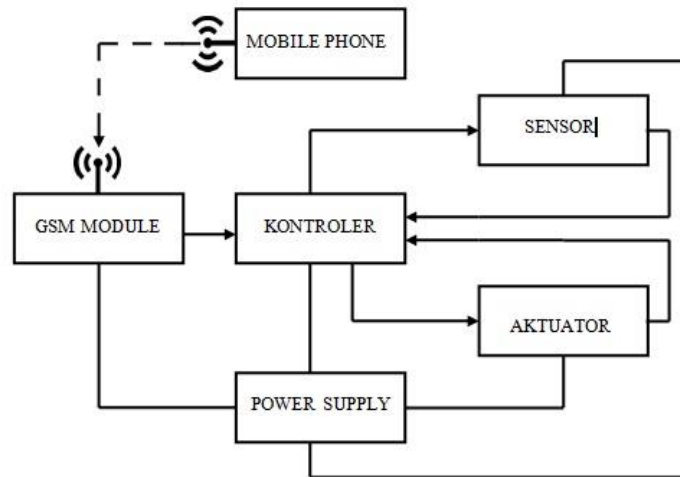 MOBILE PHONE
SENSOR
GSM MODULE
KONTROLER
AKTUATOR
POWER SUPPLY